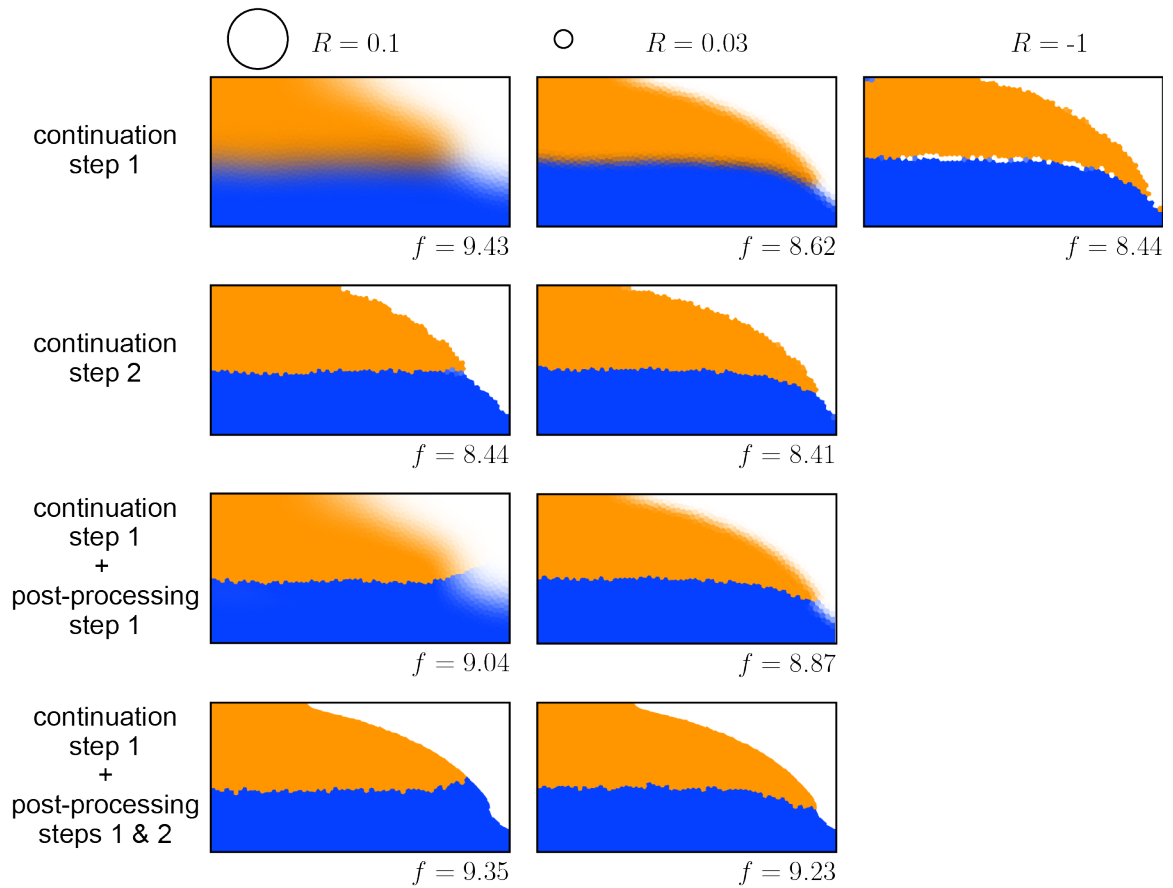 R = 0.1
R = 0.03
R = -1
continuation
step 1
f = 9.43
f = 8.62
f = 8.44
continuation
step 2
f = 8.44
f = 8.41
continuation
step 1
+
post-processing
step 1
f = 9.04
f = 8.87
continuation
step 1
+
post-processing
steps 1 & 2
f = 9.35
f = 9.23